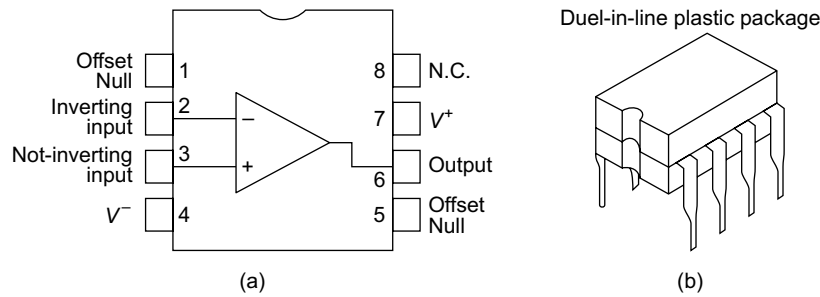 Duel-in-line plastic package
Offset
Null
1
8
N.C.
Inverting
input
2
−
7
V⁺
Not-inverting
input
3
+
6
Output
V⁻
4
5
Offset
Null
(a)
(b)